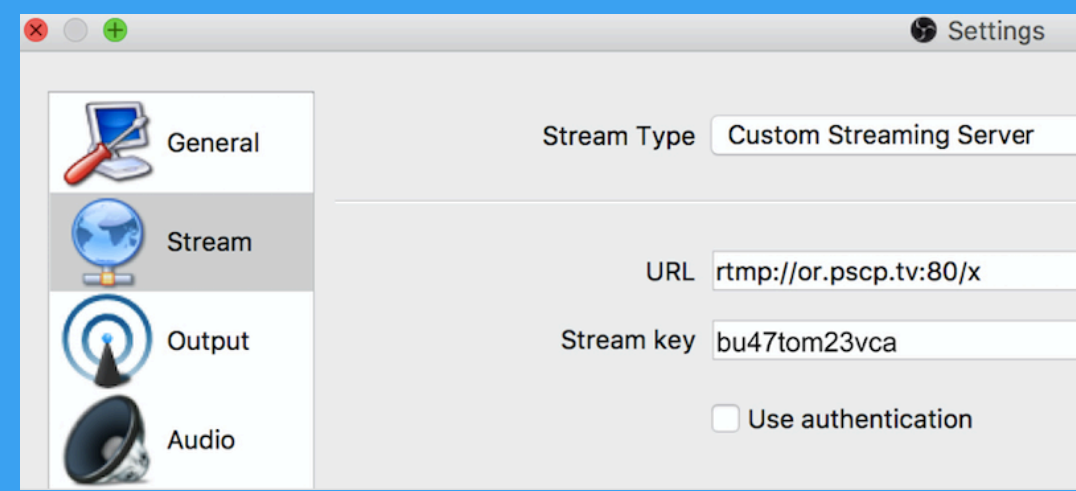 Settings
General
Stream
Output
Audio
Stream Type Custom Streaming Server
URL rtmp://or.pscp.tv:80/x
Stream key bu47tom23vca
Use authentication